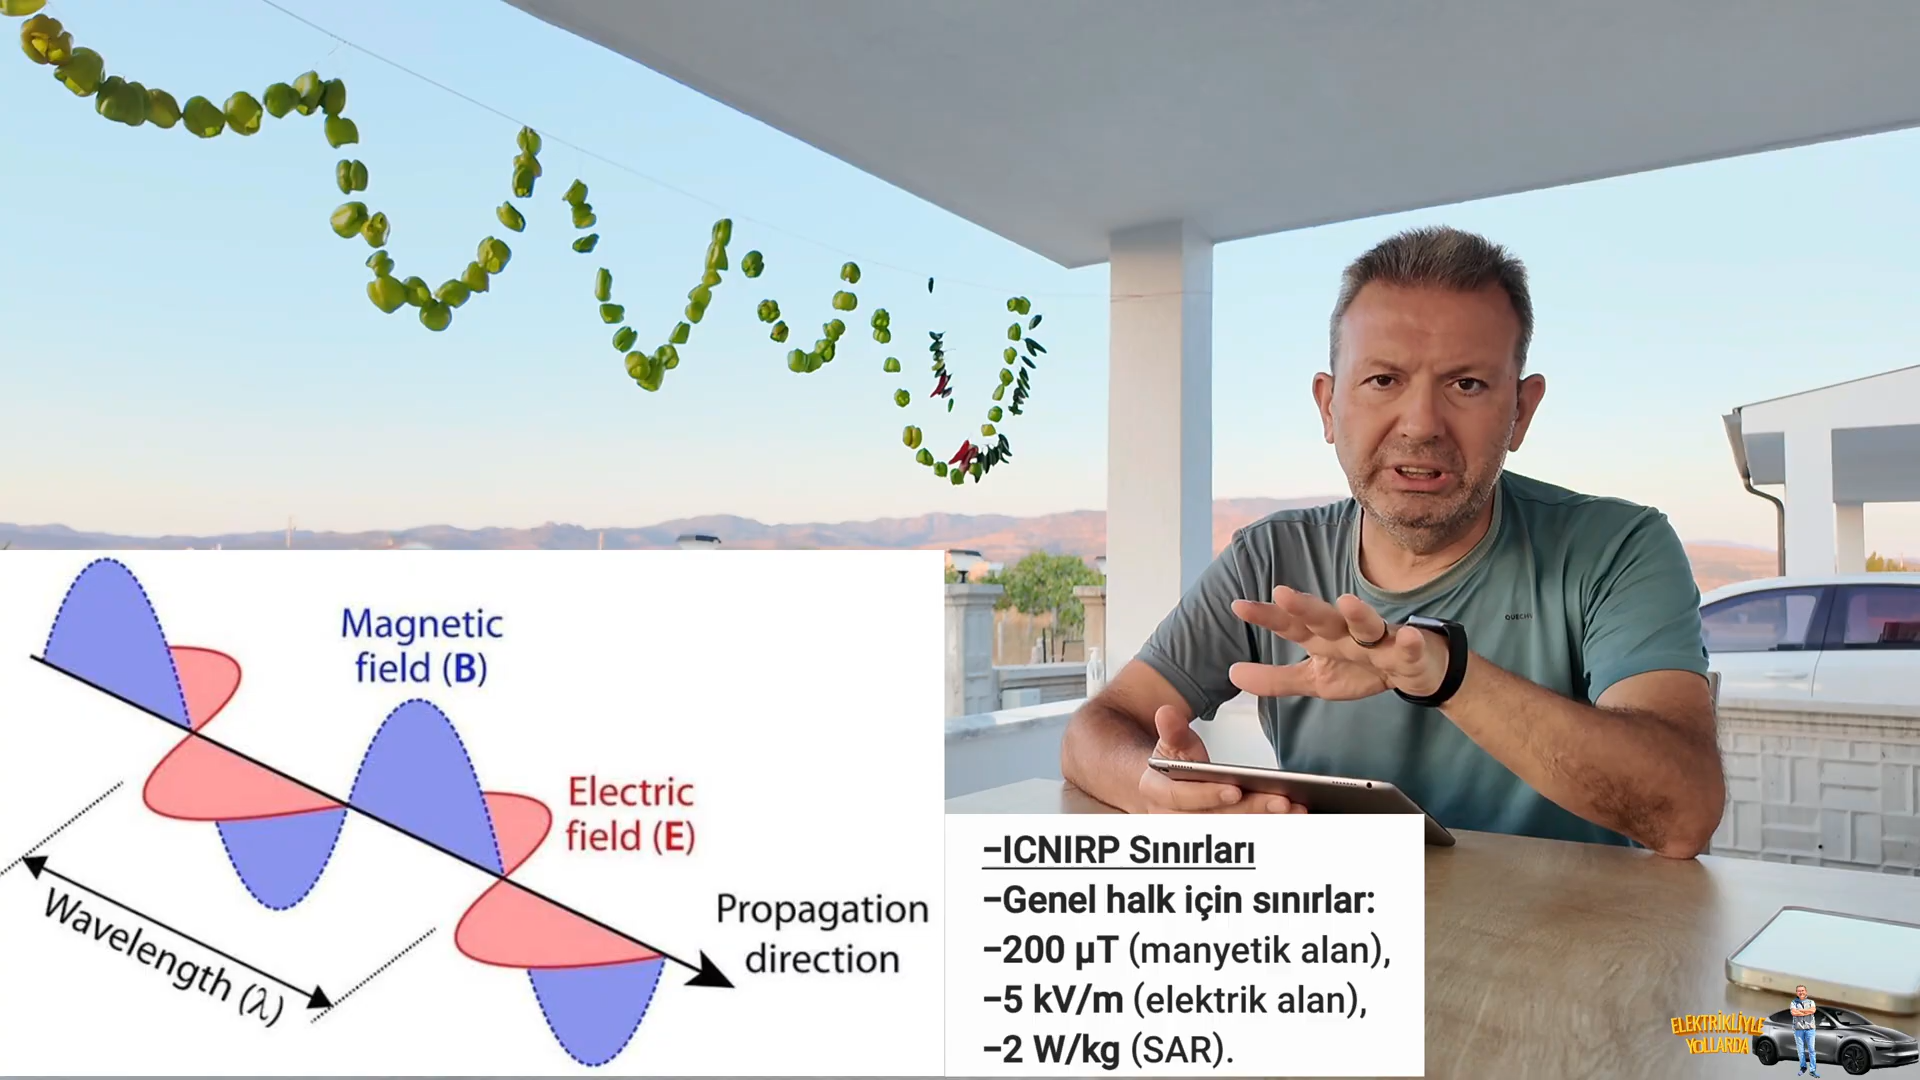 Magnetic
field (B)
Electric
field (E)
Propagation
direction
Wavelength (λ)
–ICNIRP Sınırları
–Genel halk için sınırlar:
–200 µT (manyetik alan),
–5 kV/m (elektrik alan),
–2 W/kg (SAR).
ELEKTRİKLİYLE
YOLLARDA